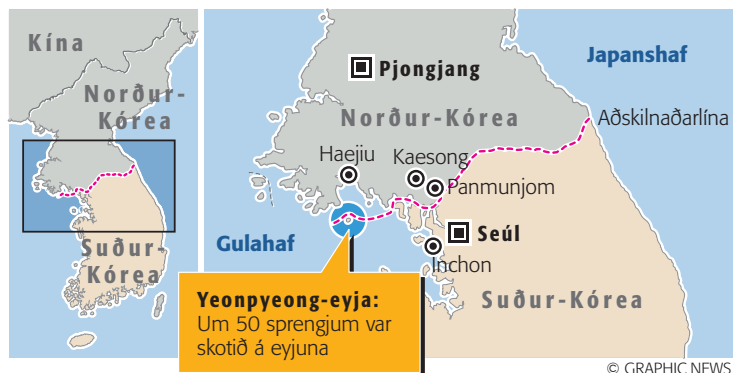 Kína
Norður-
Kórea
Suður-
Kórea
Japanshaf
Pjongjang
Norður-Kórea
Aðskilnaðarlína
Haejiu
Kaesong
Panmunjom
Gulahaf
Seúl
Inchon
Suður-Kórea
Yeonpyeong-eyja:
Um 50 sprengjum var
skotið á eyjuna
© GRAPHIC NEWS